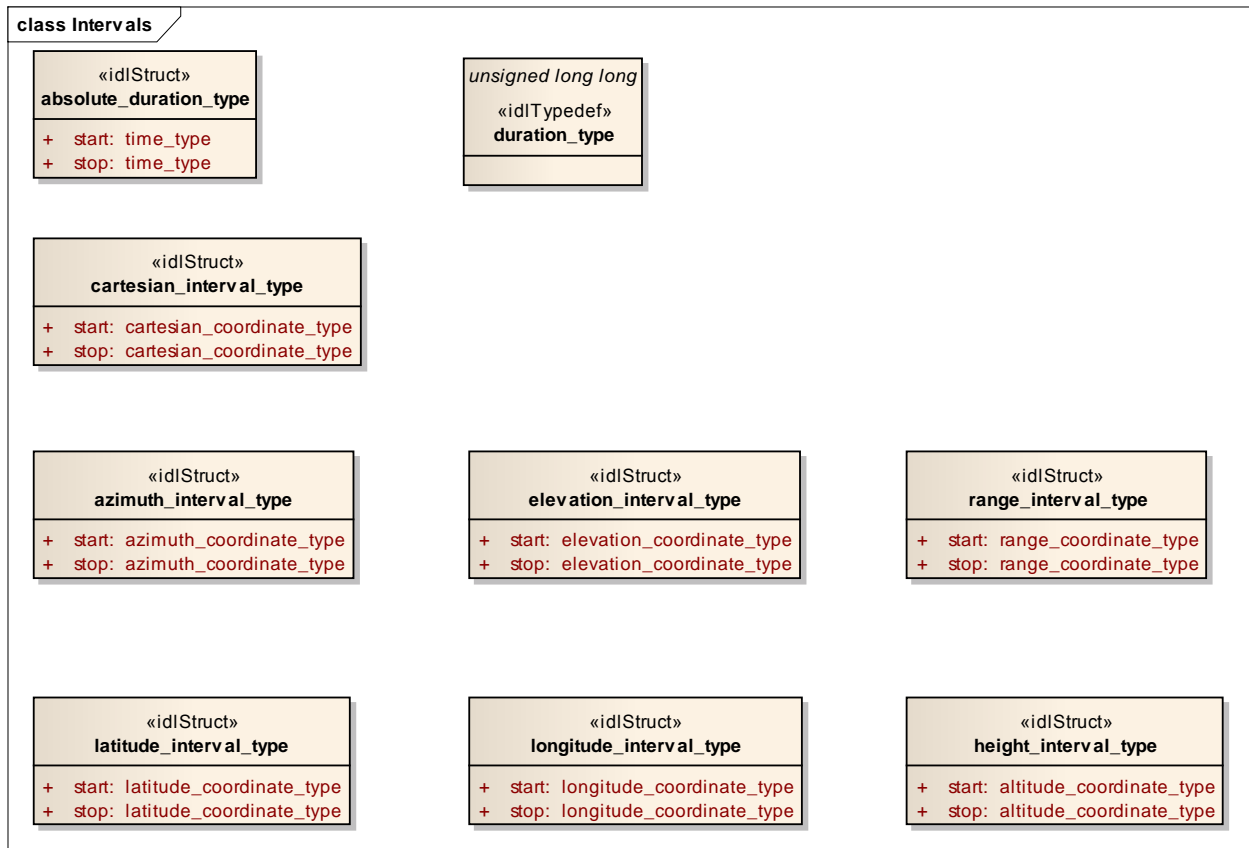 class Intervals
«idlStruct»
absolute_duration_type
+ start: time_type
+ stop: time_type
unsigned long long
«idlTypedef»
duration_type
«idlStruct»
cartesian_interval_type
+ start: cartesian_coordinate_type
+ stop: cartesian_coordinate_type
«idlStruct»
azimuth_interval_type
+ start: azimuth_coordinate_type
+ stop: azimuth_coordinate_type
«idlStruct»
elevation_interval_type
+ start: elevation_coordinate_type
+ stop: elevation_coordinate_type
«idlStruct»
range_interval_type
+ start: range_coordinate_type
+ stop: range_coordinate_type
«idlStruct»
latitude_interval_type
+ start: latitude_coordinate_type
+ stop: latitude_coordinate_type
«idlStruct»
longitude_interval_type
+ start: longitude_coordinate_type
+ stop: longitude_coordinate_type
«idlStruct»
height_interval_type
+ start: altitude_coordinate_type
+ stop: altitude_coordinate_type